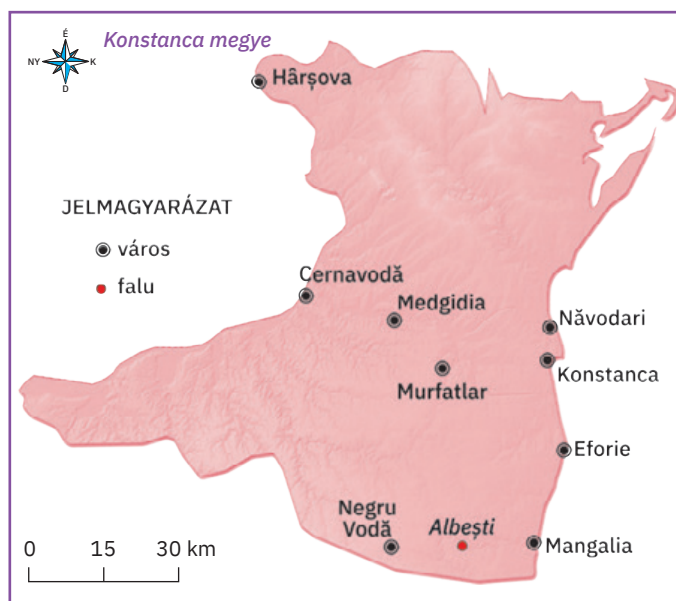 Konstanca megye
É
NY
K
D
Hârșova
JELMAGYARÁZAT
város
falu
Cernavodă
Medgidia
Năvodari
Konstanca
Murfatlar
Eforie
Negru
Vodă
Albești
Mangalia
0 15 30 km